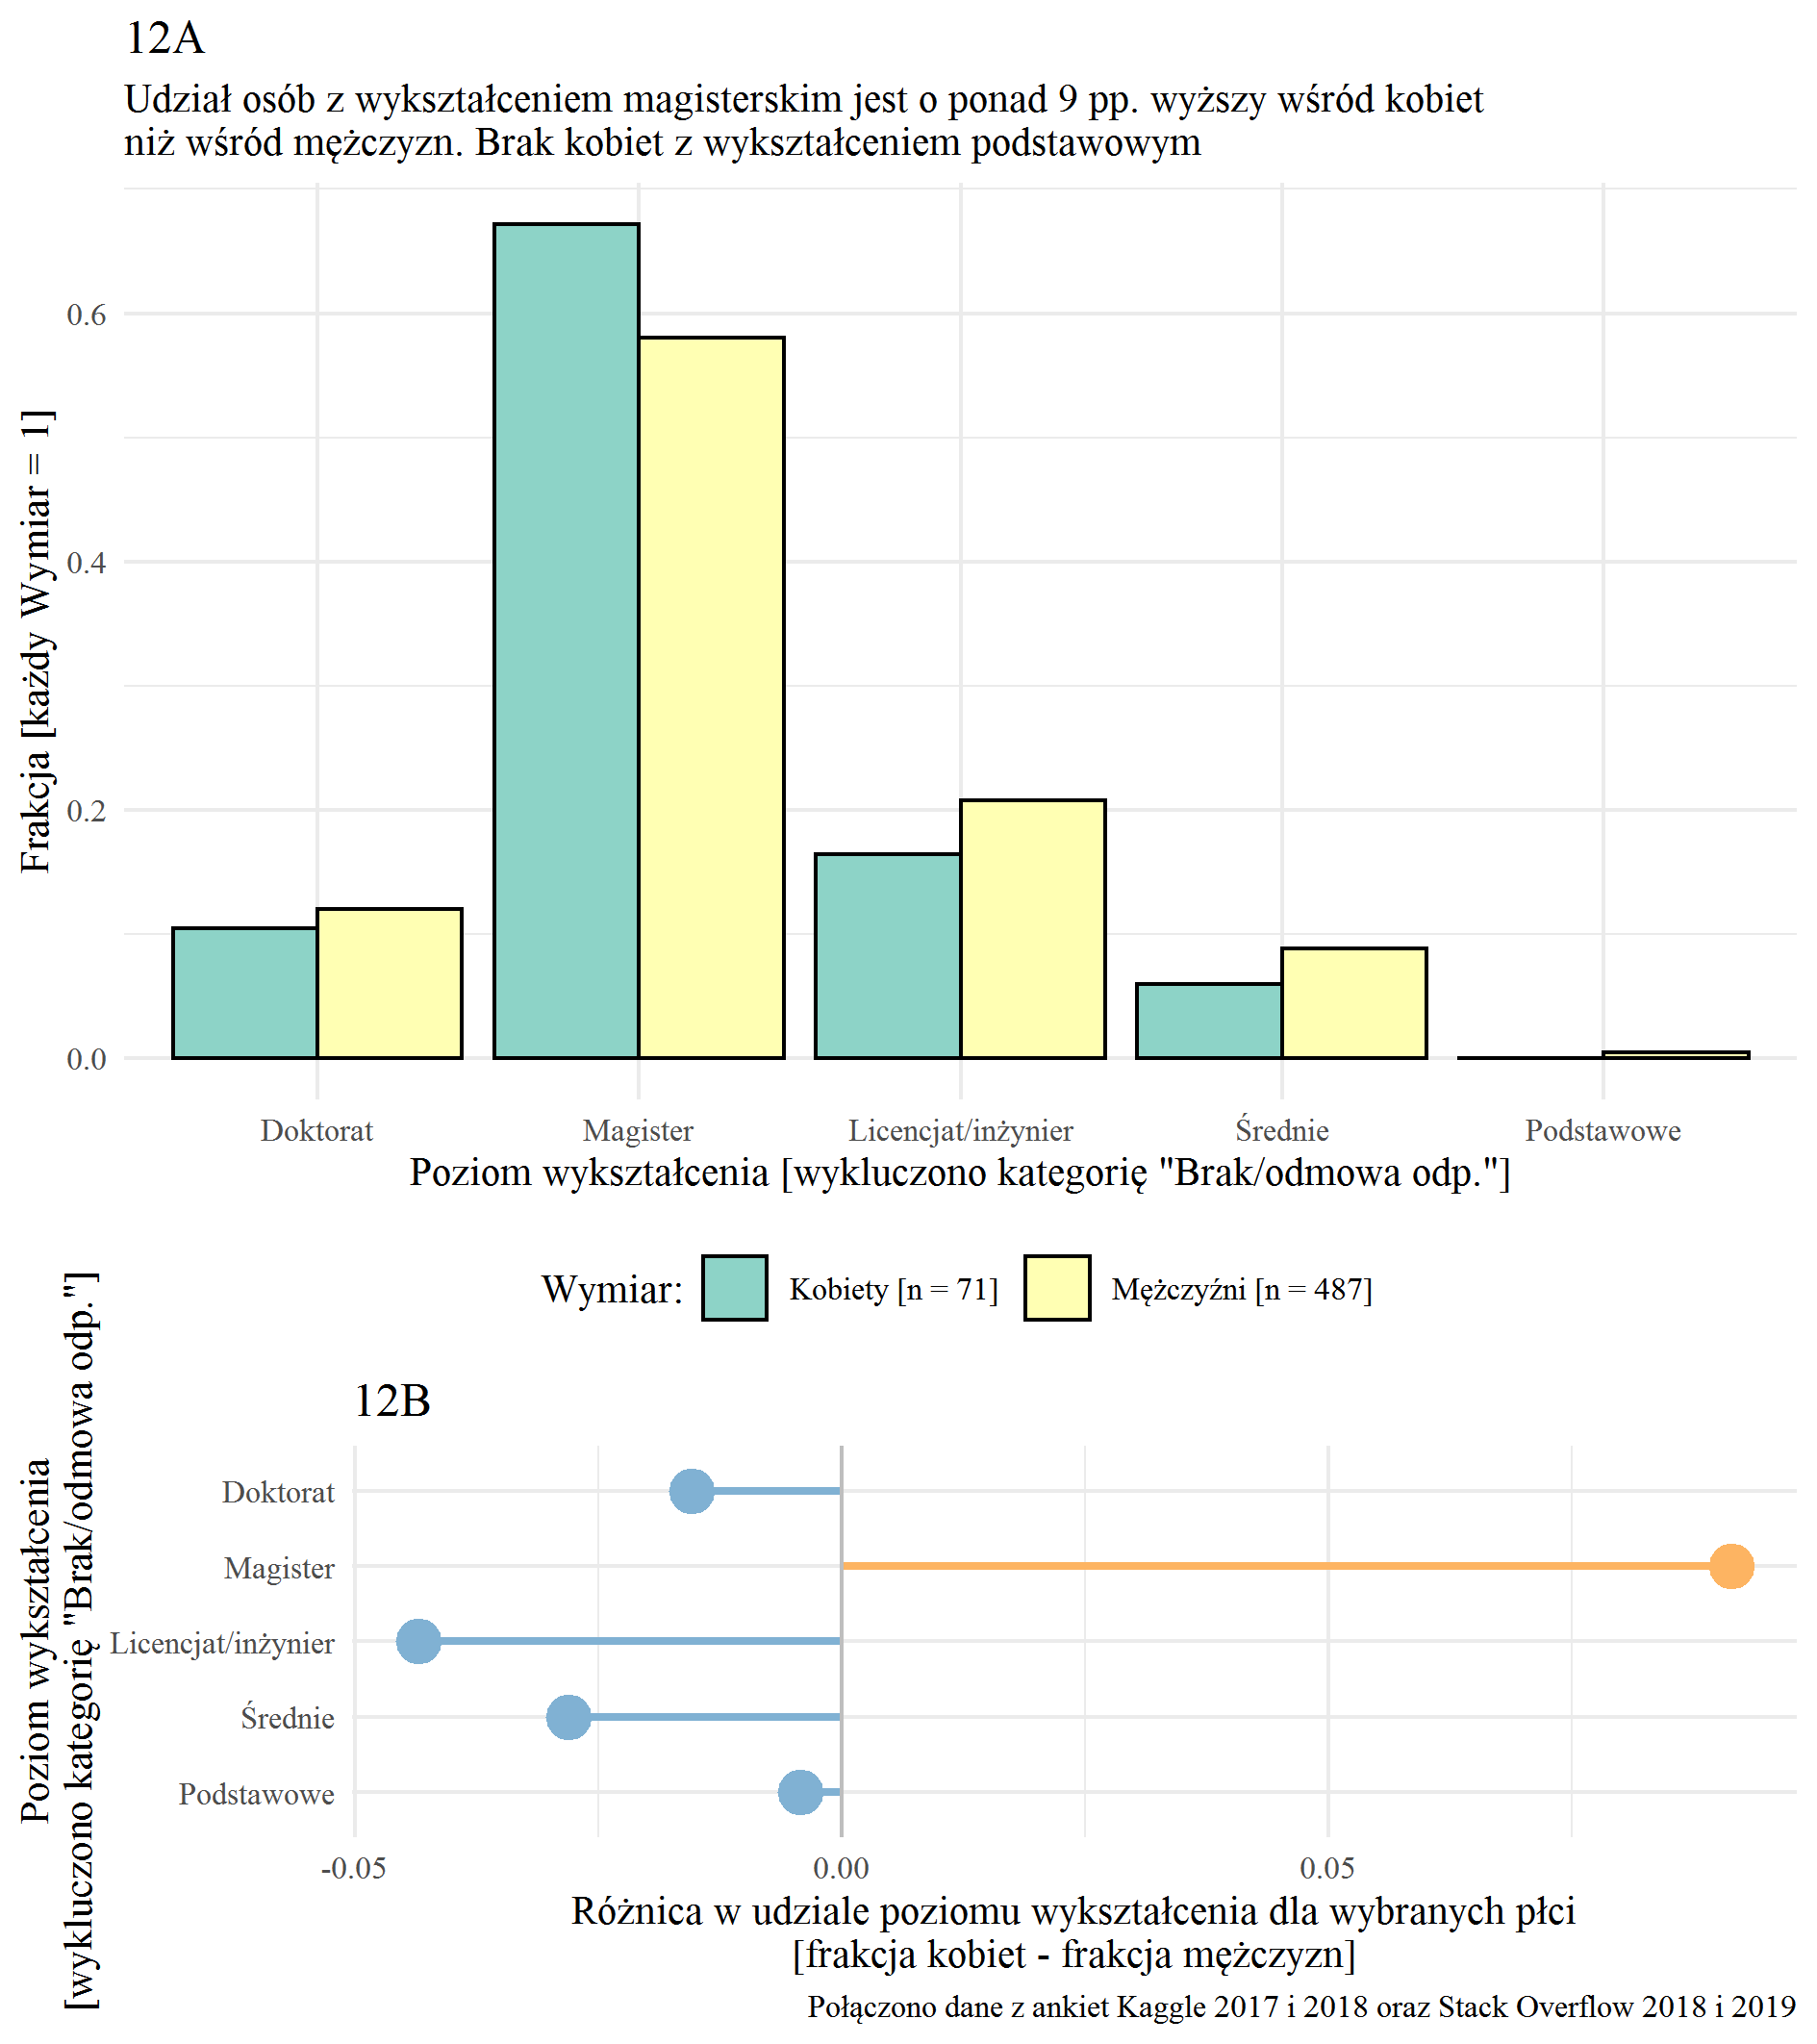 12A
Udział osób z wykształceniem magisterskim jest o ponad 9 pp. wyższy wśród kobiet
niż wśród mężczyzn. Brak kobiet z wykształceniem podstawowym
Frakcja [każdy Wymiar = 1]
0.6
0.4
0.2
0.0
Doktorat
Magister
Licencjat/inżynier
Średnie
Podstawowe
Poziom wykształcenia [wykluczono kategorię "Brak/odmowa odp."]
Wymiar:
Kobiety [n = 71]
Mężczyźni [n = 487]
12B
Poziom wykształcenia
[wykluczono kategorię "Brak/odmowa odp."]
Doktorat
Magister
Licencjat/inżynier
Średnie
Podstawowe
-0.05
0.00
0.05
Różnica w udziale poziomu wykształcenia dla wybranych płci
[frakcja kobiet - frakcja mężczyzn]
Połączono dane z ankiet Kaggle 2017 i 2018 oraz Stack Overflow 2018 i 2019